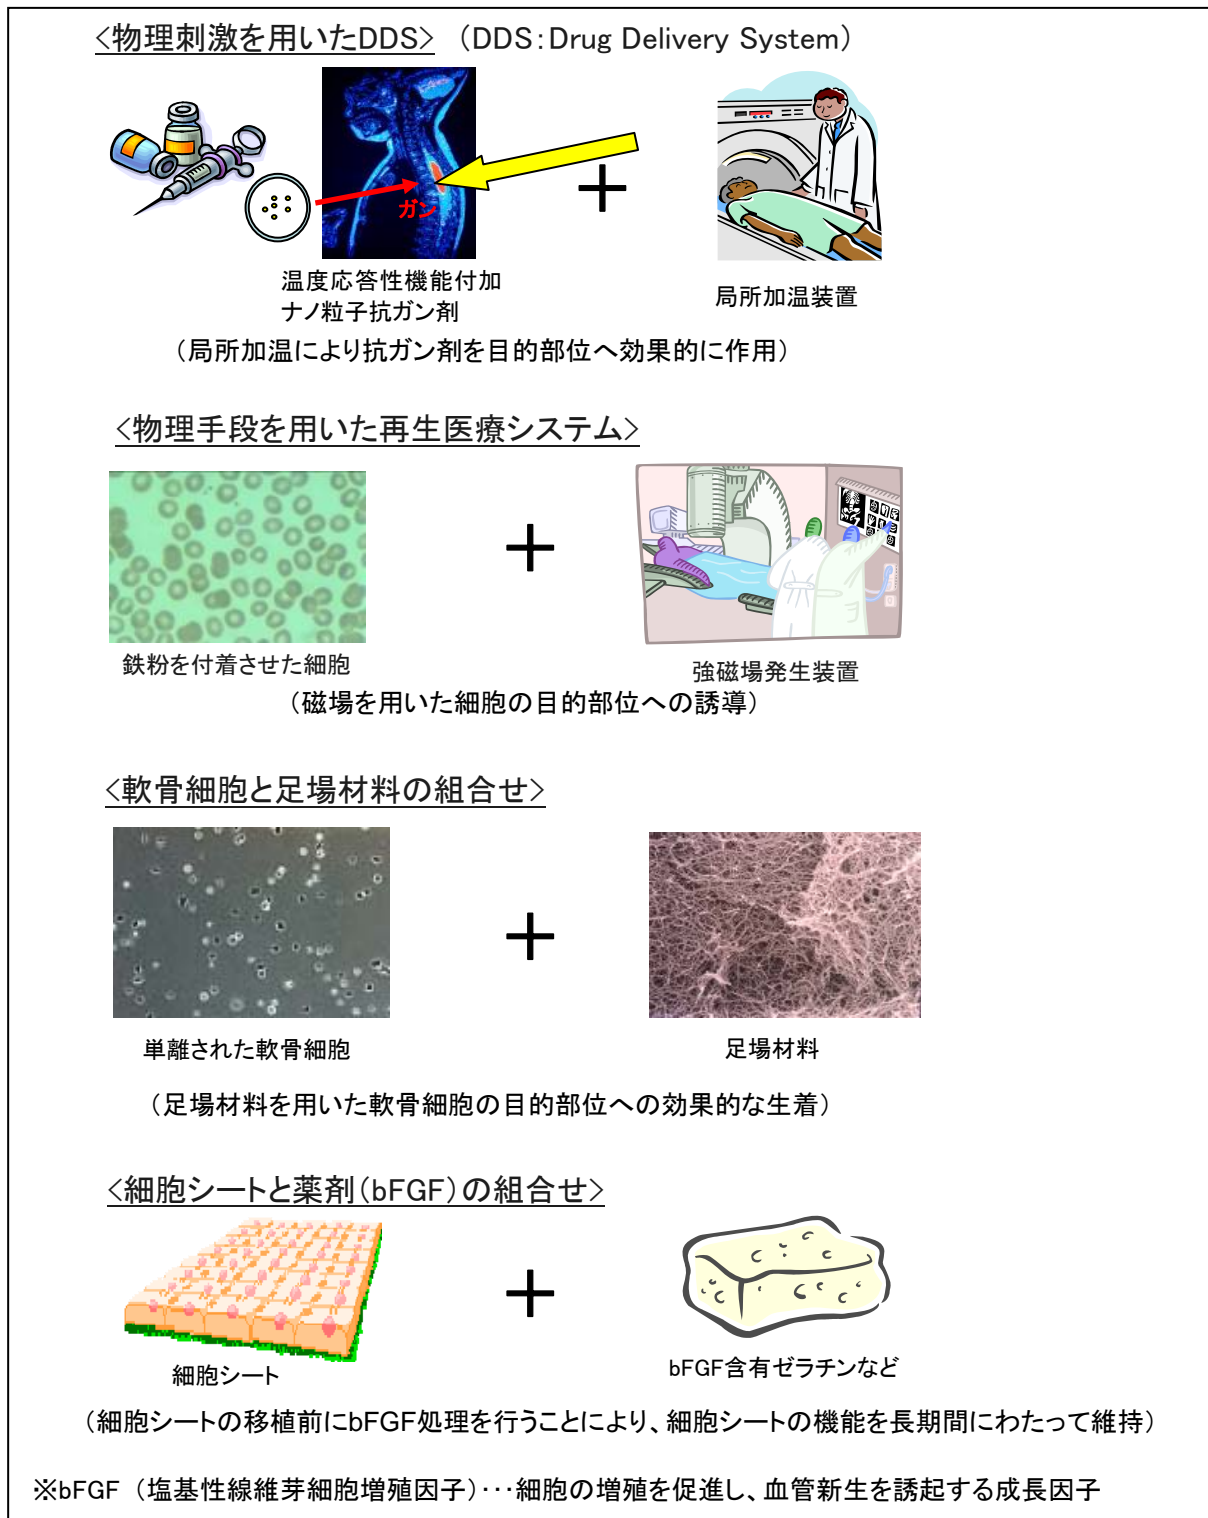 <物理刺激を用いたDDS> (DDS:Drug Delivery System)
ガン
温度応答性機能付加
ナノ粒子抗ガン剤
局所加温装置
(局所加温により抗ガン剤を目的部位へ効果的に作用)
<物理手段を用いた再生医療システム>
鉄粉を付着させた細胞
強磁場発生装置
(磁場を用いた細胞の目的部位への誘導)
<軟骨細胞と足場材料の組合せ>
単離された軟骨細胞
足場材料
(足場材料を用いた軟骨細胞の目的部位への効果的な生着)
<細胞シートと薬剤(bFGF)の組合せ>
細胞シート
bFGF含有ゼラチンなど
(細胞シートの移植前にbFGF処理を行うことにより、細胞シートの機能を長期間にわたって維持)
※bFGF (塩基性線維芽細胞増殖因子)・・・細胞の増殖を促進し、血管新生を誘起する成長因子